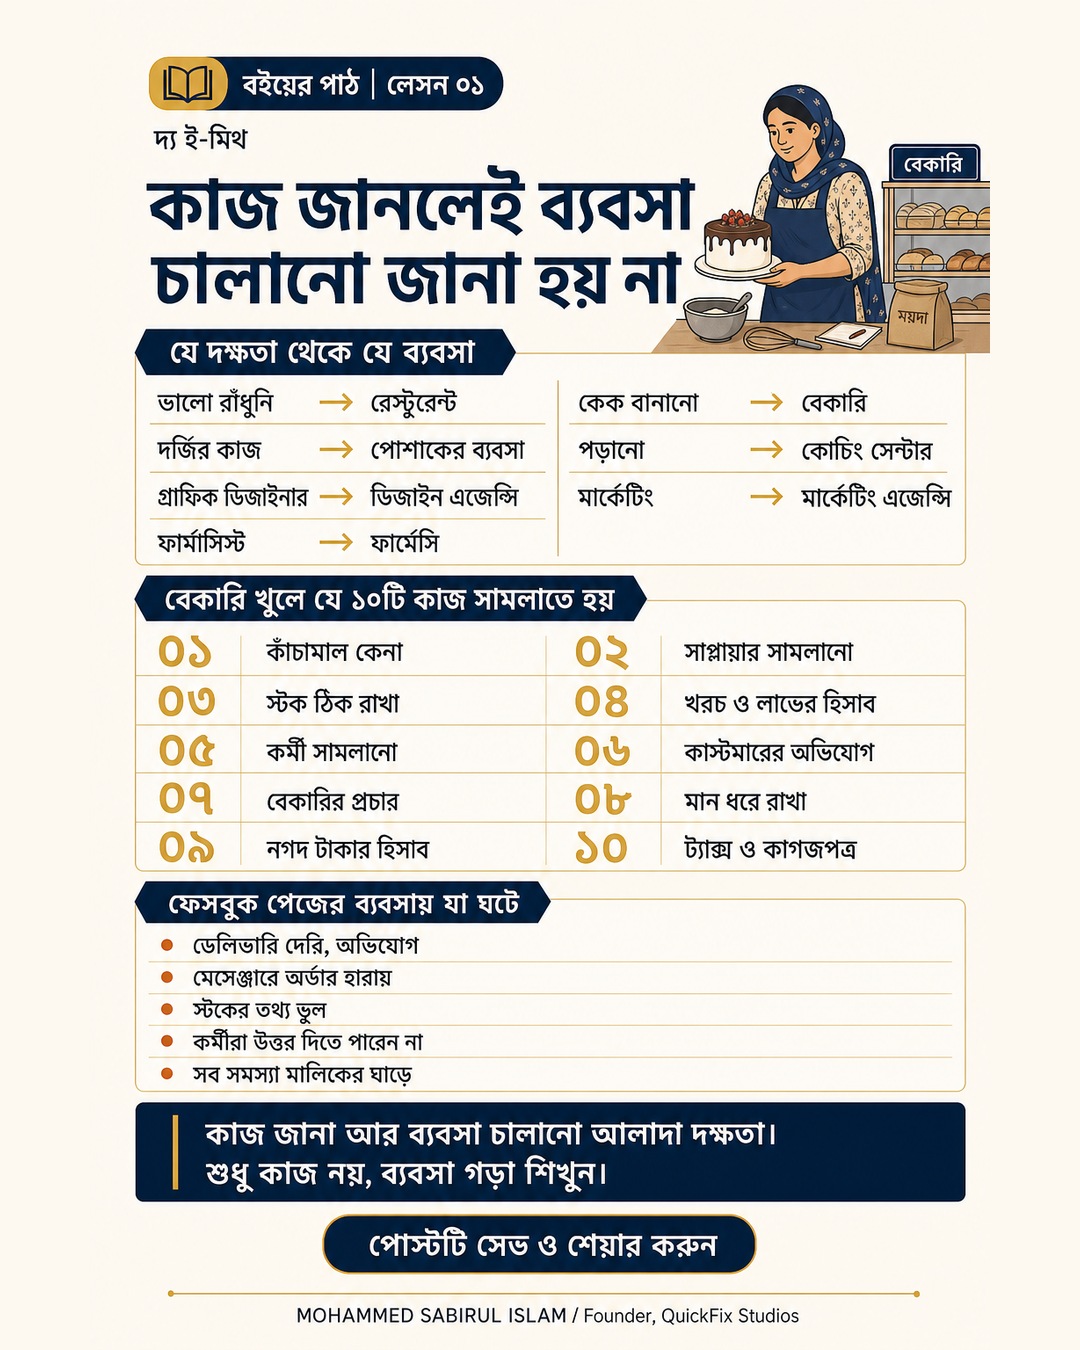 বইয়ের পাঠ | লেসন ০১
দ্য ই-মিথ
কাজ জানলেই ব্যবসা
চালানো জানা হয় না
বেকারি
ময়দা
যে দক্ষতা থেকে যে ব্যবসা
ভালো রাঁধুনি → রেস্টুরেন্ট
দর্জির কাজ → পোশাকের ব্যবসা
গ্রাফিক ডিজাইনার → ডিজাইন এজেন্সি
ফার্মাসিস্ট → ফার্মেসি
কেক বানানো → বেকারি
পড়ানো → কোচিং সেন্টার
মার্কেটিং → মার্কেটিং এজেন্সি
বেকারি খুলে যে ১০টি কাজ সামলাতে হয়
০১ কাঁচামাল কেনা
০২ সাপ্লায়ার সামলানো
০৩ স্টক ঠিক রাখা
০৪ খরচ ও লাভের হিসাব
০৫ কর্মী সামলানো
০৬ কাস্টমারের অভিযোগ
০৭ বেকারির প্রচার
০৮ মান ধরে রাখা
০৯ নগদ টাকার হিসাব
১০ ট্যাক্স ও কাগজপত্র
ফেসবুক পেজের ব্যবসায় যা ঘটে
ডেলিভারি দেরি, অভিযোগ
মেসেঞ্জারে অর্ডার হারায়
স্টকের তথ্য ভুল
কর্মীরা উত্তর দিতে পারেন না
সব সমস্যা মালিকের ঘাড়ে
কাজ জানা আর ব্যবসা চালানো আলাদা দক্ষতা।
শুধু কাজ নয়, ব্যবসা গড়া শিখুন।
পোস্টটি সেভ ও শেয়ার করুন
MOHAMMED SABIRUL ISLAM / Founder, QuickFix Studios